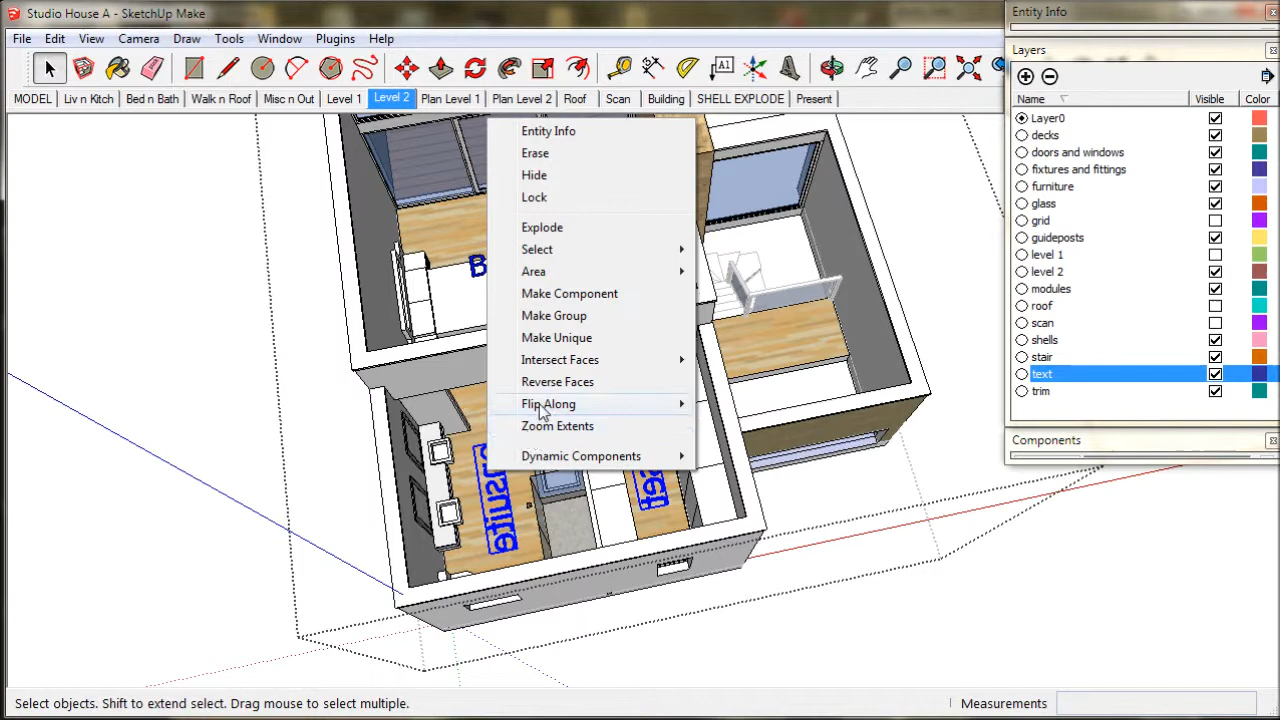 Studio House A - SketchUp Make
File Edit View Camera Draw Tools Window Plugins Help
A1
MODEL Liv n Kitch Bed n Bath Walk n Roof Misc n Out Level 1 Level 2 Plan Level 1 Plan Level 2 Roof Scan Building SHELL EXPLODE Present
Entity Info
Erase
Hide
Lock
Explode
Select
Area
Make Component
Make Group
Make Unique
Intersect Faces
Reverse Faces
Flip Along
Zoom Extents
Dynamic Components
B
Entity Info
Layers
Name Visible Color
Layer0
decks
doors and windows
fixtures and fittings
furniture
glass
grid
guideposts
level 1
level 2
modules
roof
scan
shells
stair
text
trim
Components
Select objects. Shift to extend select. Drag mouse to select multiple.
Measurements